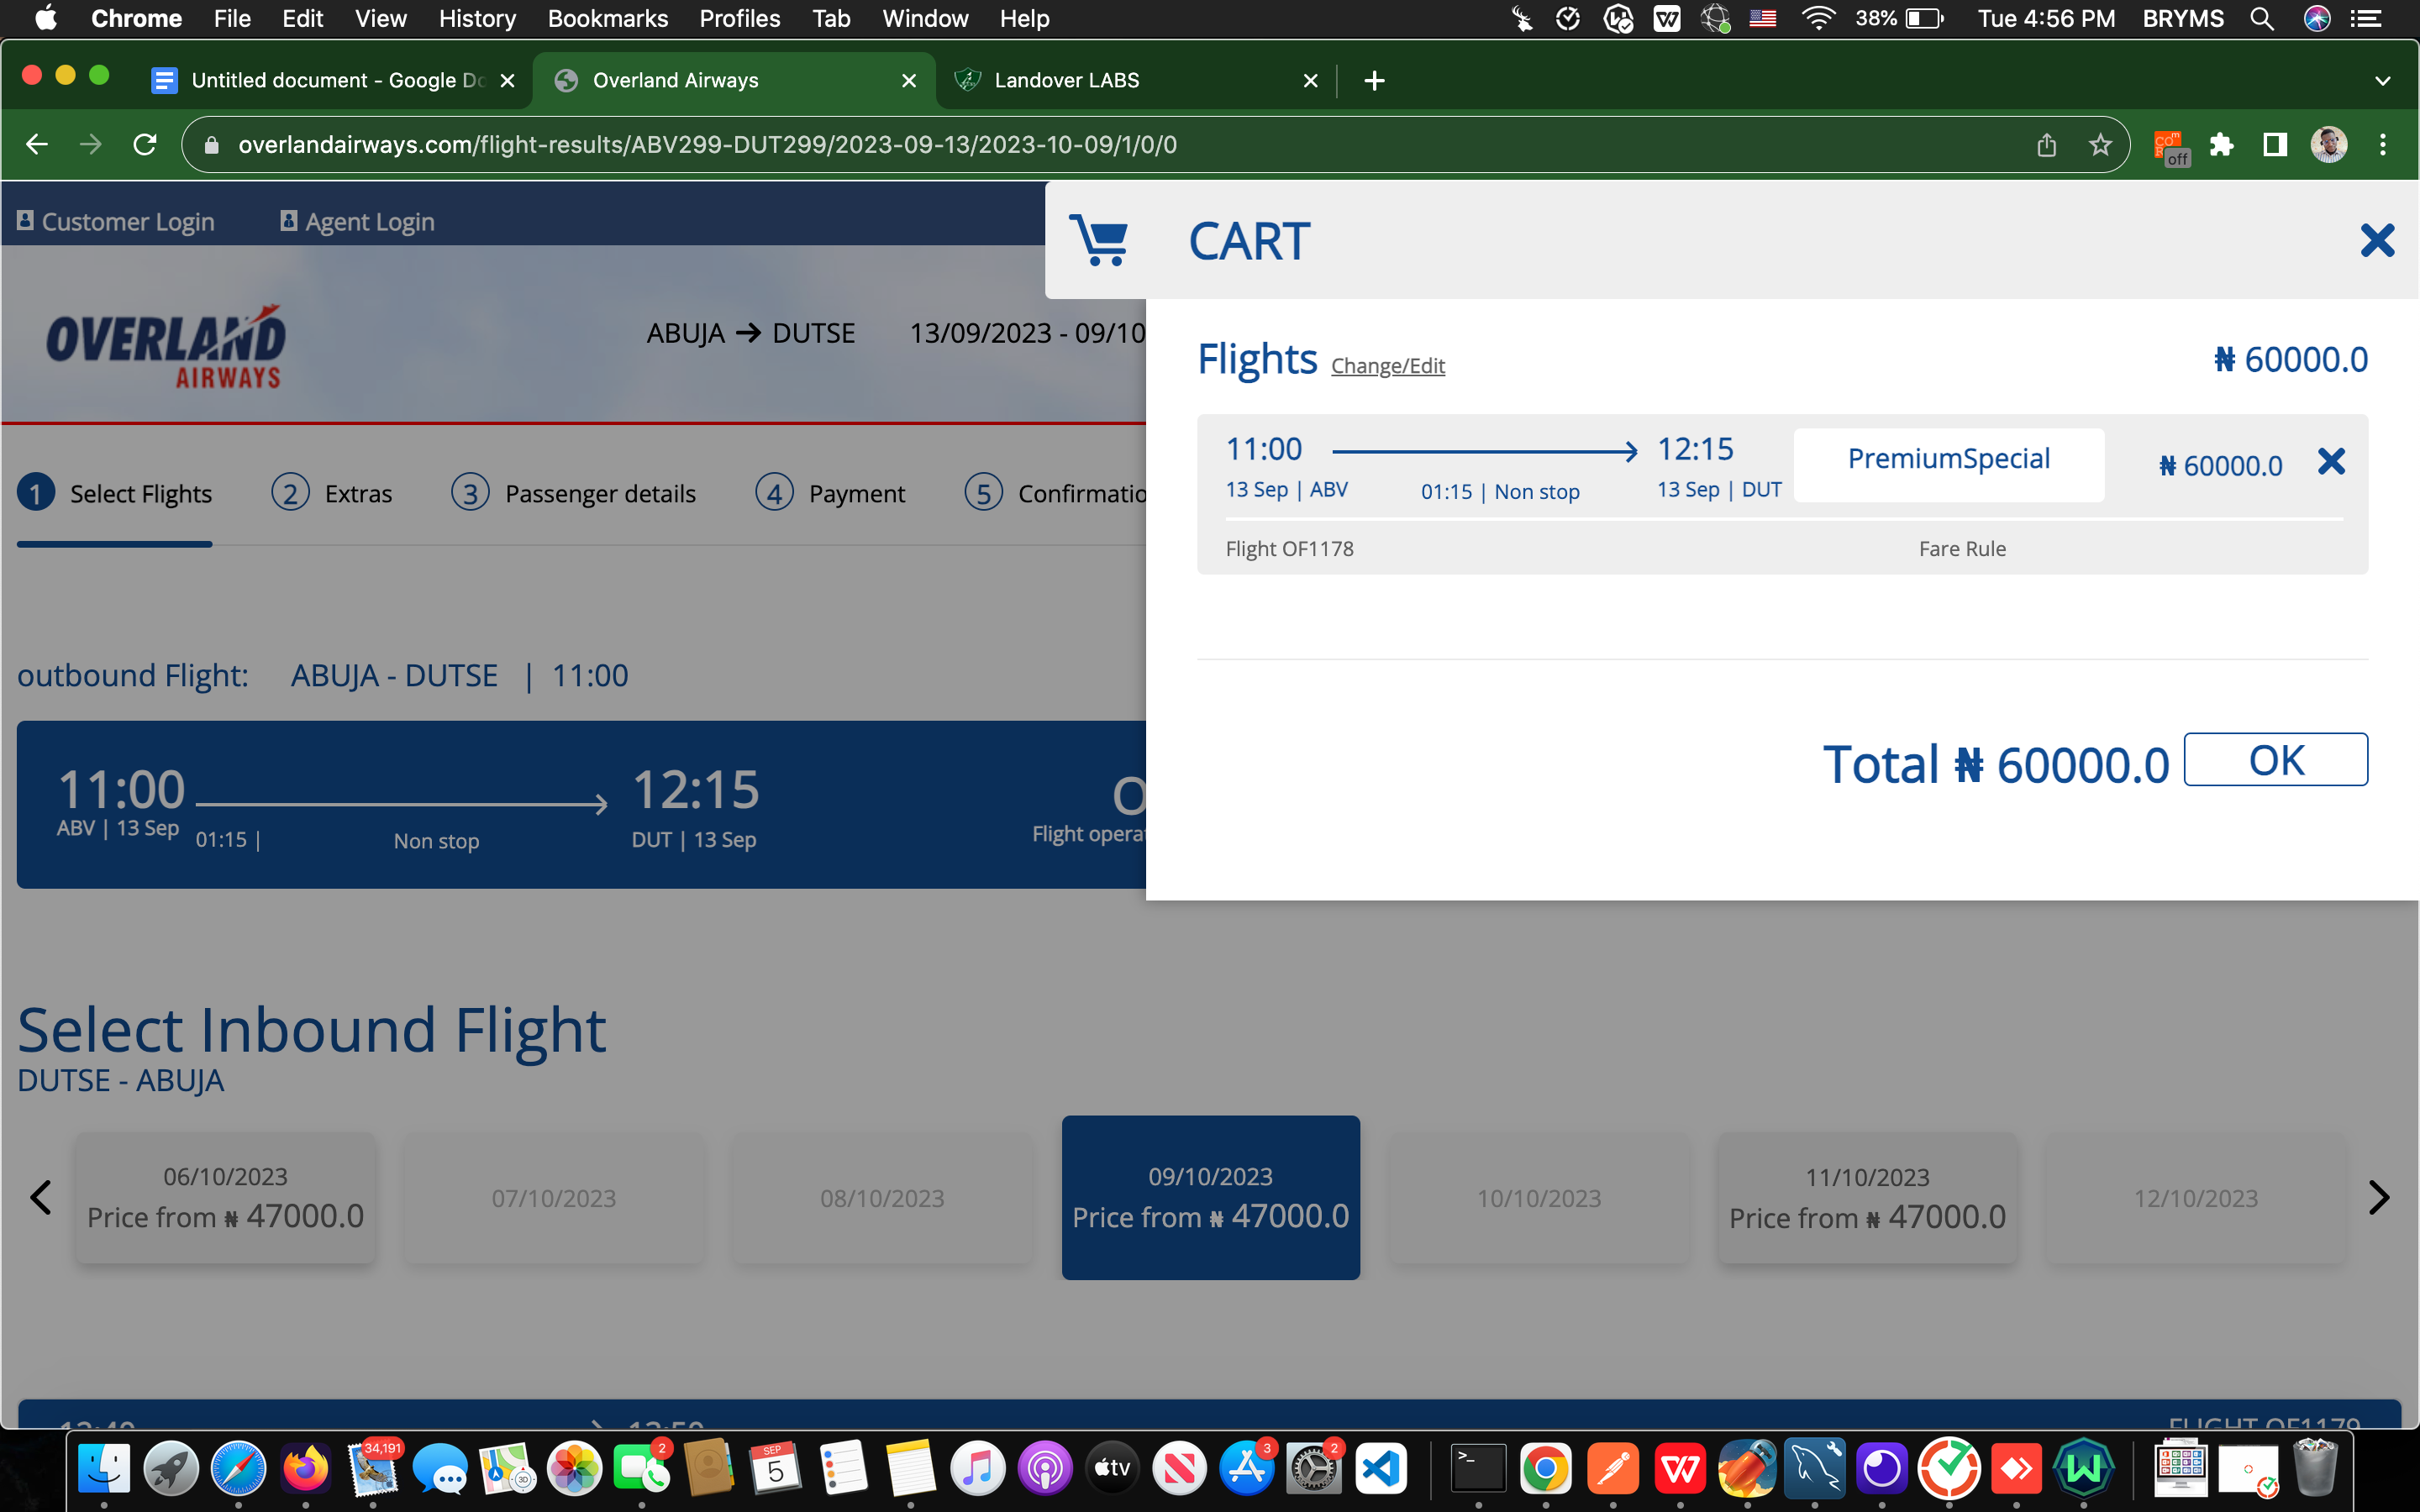 Chrome File Edit View History Bookmarks Profiles Tab Window Help 38% Tue 4:56 PM BRYMS
Untitled document - Google Do Overland Airways Landover LABS
overlandairways.com/flight-results/ABV299-DUT299/2023-09-13/2023-10-09/1/0/0 off
Customer Login Agent Login
CART
OVERLAND
AIRWAYS
ABUJA → DUTSE 13/09/2023 - 09/10
Flights Change/Edit ₦ 60000.0
11:00 12:15 PremiumSpecial ₦ 60000.0
13 Sep | ABV 01:15 | Non stop 13 Sep | DUT
Flight OF1178 Fare Rule
1 Select Flights 2 Extras 3 Passenger details 4 Payment 5 Confirmatio
outbound Flight: ABUJA - DUTSE | 11:00
Total ₦ 60000.0 OK
11:00 12:15 O
ABV | 13 Sep 01:15 | Non stop DUT | 13 Sep Flight opera
Select Inbound Flight
DUTSE - ABUJA
06/10/2023
Price from ₦ 47000.0
07/10/2023
08/10/2023
09/10/2023
Price from ₦ 47000.0
10/10/2023
11/10/2023
Price from ₦ 47000.0
12/10/2023
FLIGHT OF1179
34,191 3D 2 SEP 5 tv 3 2